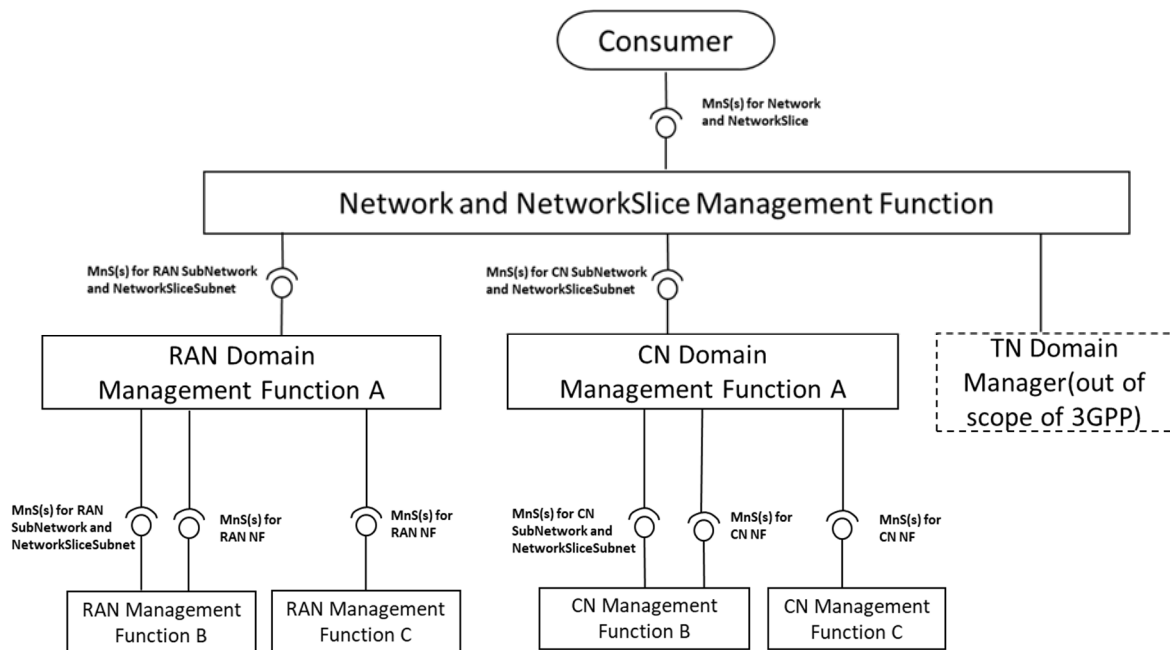 Consumer
MnS(s) for Network
and NetworkSlice
Network and NetworkSlice Management Function
MnS(s) for RAN SubNetwork
and NetworkSliceSubnet
MnS(s) for CN SubNetwork
and NetworkSliceSubnet
RAN Domain
Management Function A
CN Domain
Management Function A
TN Domain
Manager(out of
scope of 3GPP)
MnS(s) for RAN
SubNetwork and
NetworkSliceSubnet
MnS(s) for
RAN NF
MnS(s) for
RAN NF
MnS(s) for CN
SubNetwork and
NetworkSliceSubnet
MnS(s) for
CN NF
MnS(s) for
CN NF
RAN Management
Function B
RAN Management
Function C
CN Management
Function B
CN Management
Function C